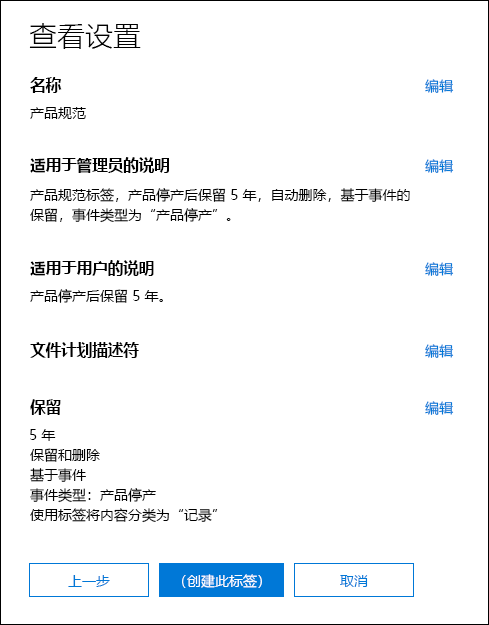 查看设置
名称 编辑
产品规范
适用于管理员的说明 编辑
产品规范标签，产品停产后保留 5 年，自动删除，基于事件的
保留，事件类型为“产品停产”。
适用于用户的说明 编辑
产品停产后保留 5 年。
文件计划描述符 编辑
保留 编辑
5 年
保留和删除
基于事件
事件类型：产品停产
使用标签将内容分类为“记录”
上一步 （创建此标签） 取消